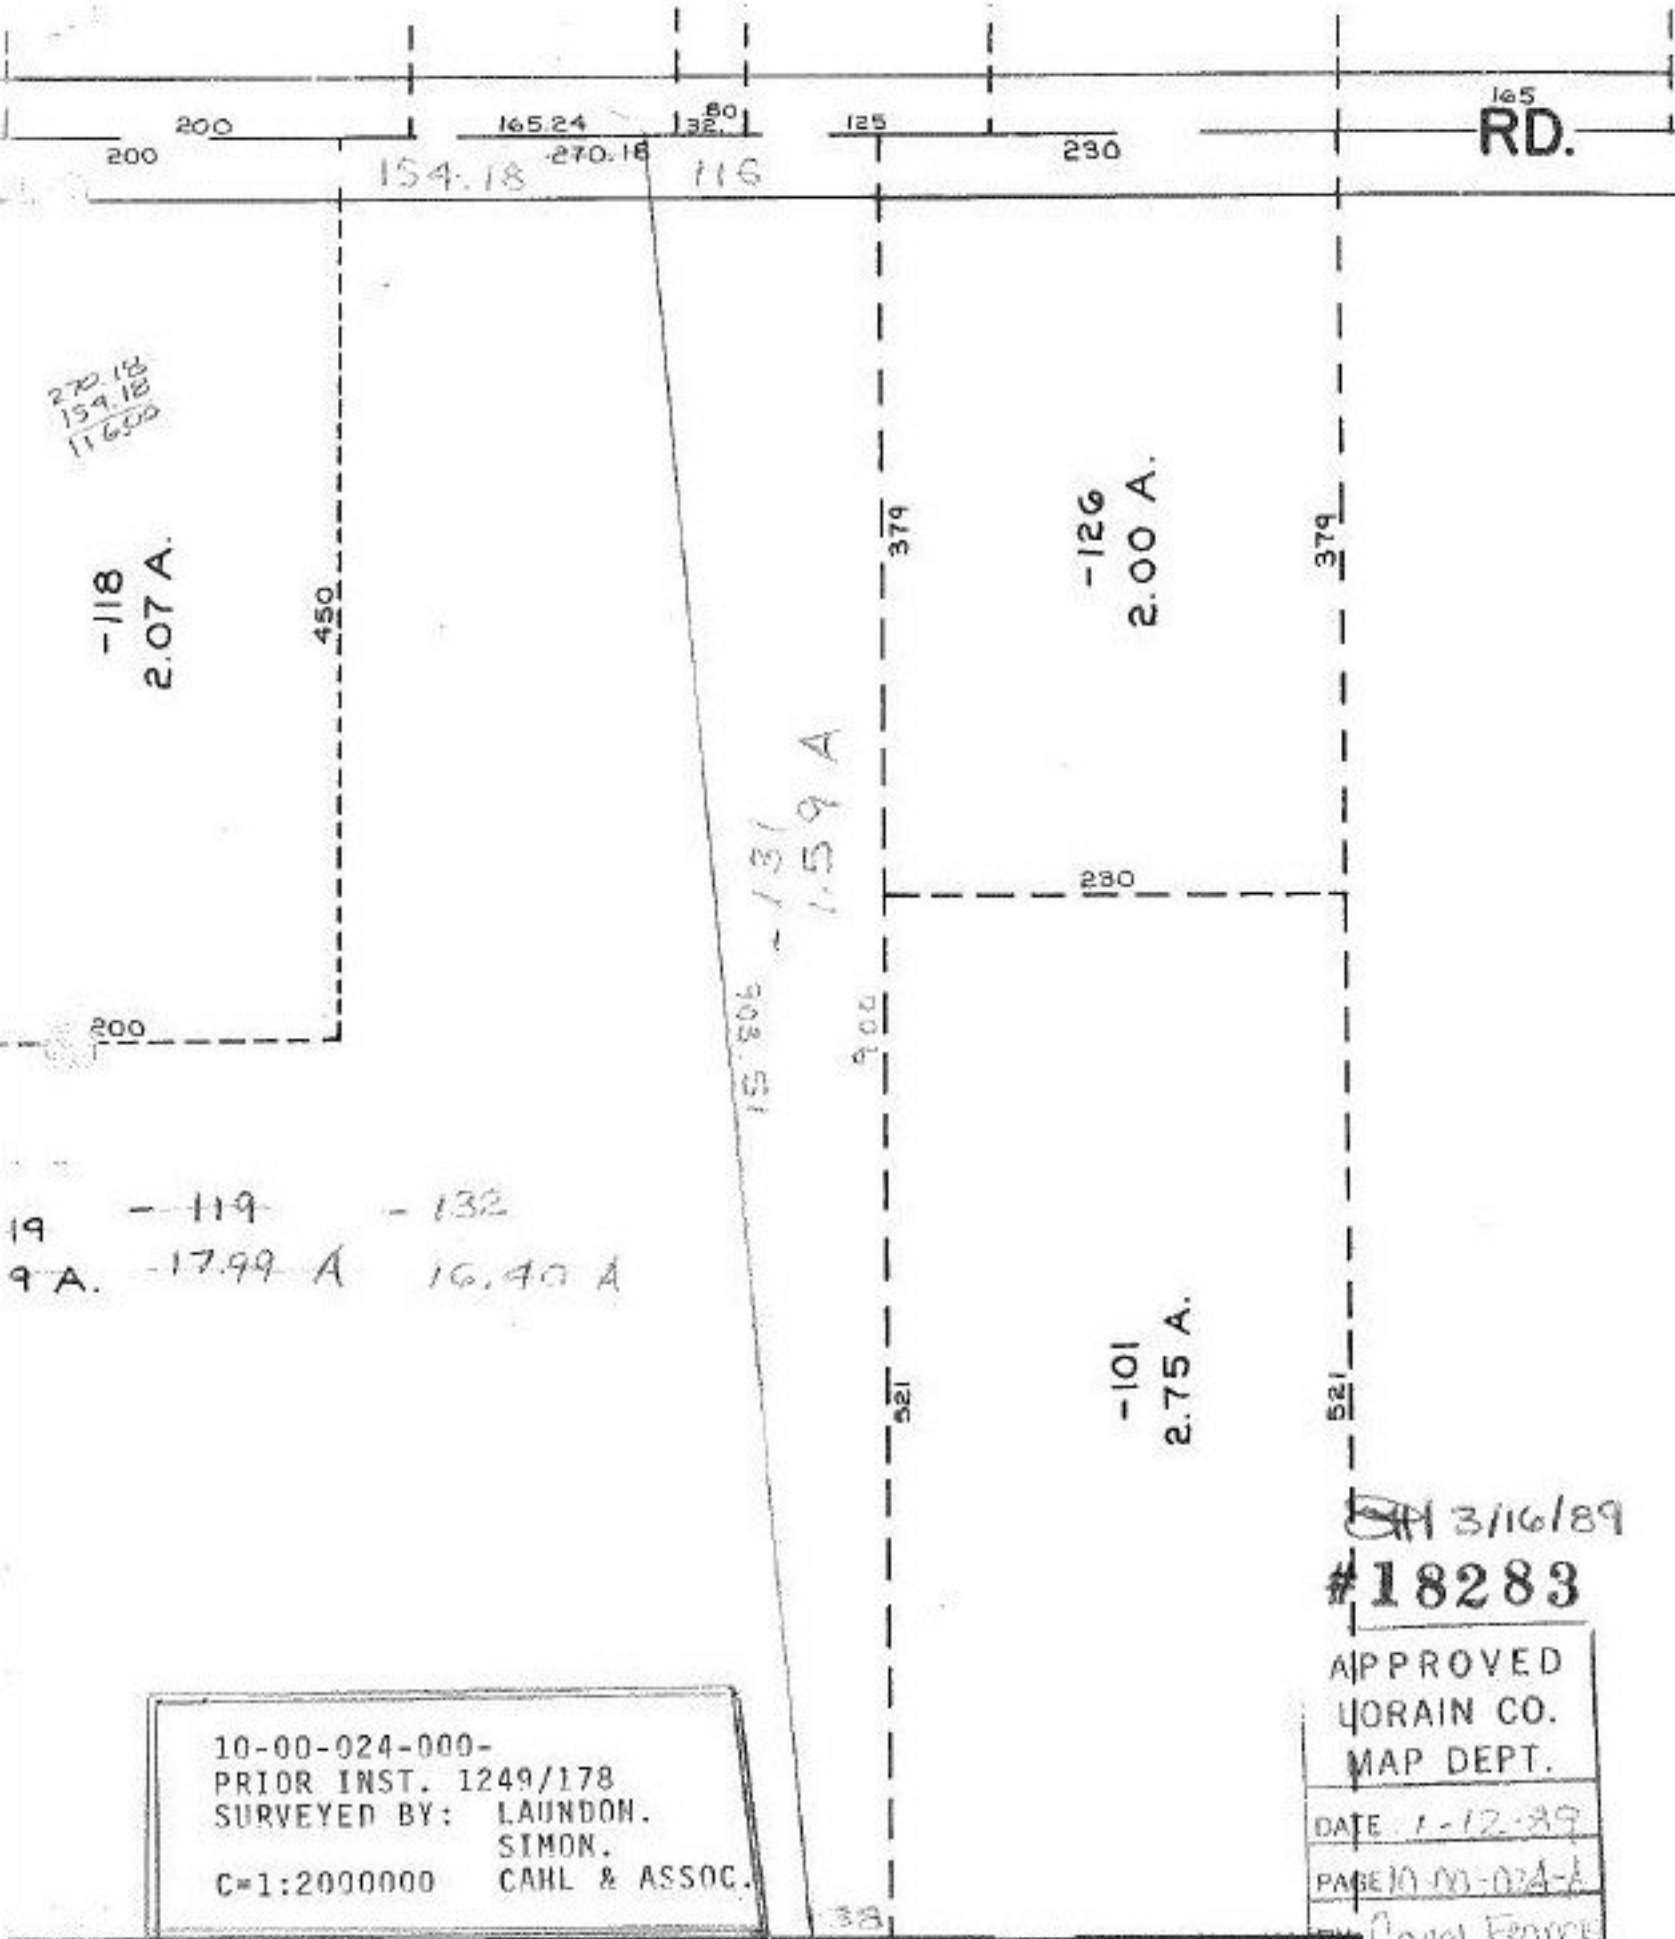 165
RD.
200
165.24
32.80
125
200
270.18
230
154.18
116
270.18
154.18
116.00
379
-126
2.00 A.
379
-118
2.07 A.
450
-131
1.59 A
230
903.51
900
200
-119
-132
19
17.99 A
16.40 A
9 A.
521
-101
2.75 A.
521
3/16/89
#18283
APPROVED
LORAIN CO.
MAP DEPT.
10-00-024-000-
PRIOR INST. 1249/178
SURVEYED BY: LAUNDON.
SIMON.
C=1:2000000 CAHL & ASSOC.
DATE 1-12-89
PAGE
38